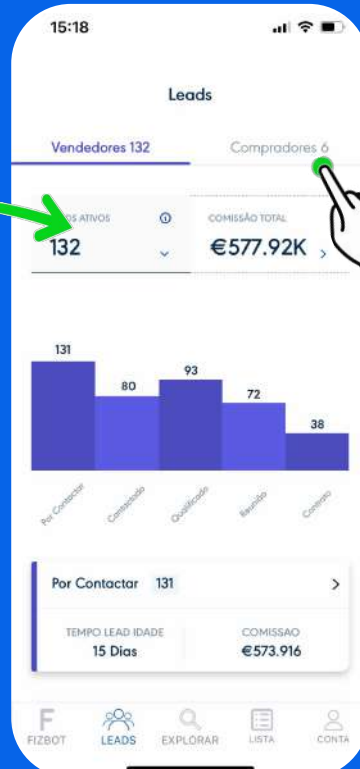 15:18
Leads
Vendedores 132
Compradores 6
ATIVOS
COMISSÃO TOTAL
132
€577.92K
131
80
93
72
38
Por Contactar
Contactado
Qualificado
Reunião
Contrato
Por Contactar 131
TEMPO LEAD IDADE
COMISSAO
15 Dias
€573.916
FIZBOT
LEADS
EXPLORAR
LISTA
CONTA